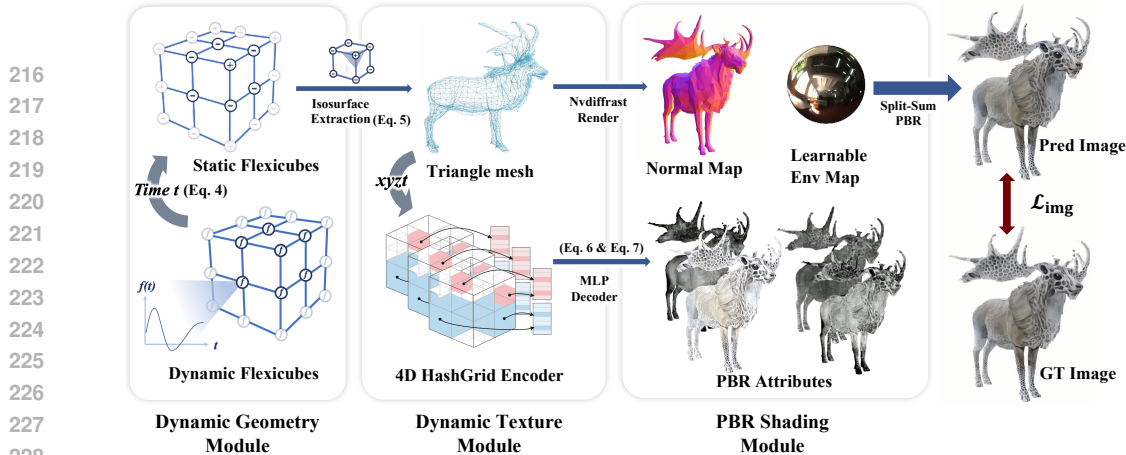 216
217
218
219
220
221
222
223
224
225
226
227
Isosurface
Extraction (Eq. 5)
Static Flexicubes
Time t (Eq. 4)
f(t)
t
Dynamic Flexicubes
Dynamic Geometry
Module
Triangle mesh
xyzt
4D HashGrid Encoder
Dynamic Texture
Module
Nvdiffrast
Render
(Eq. 6 & Eq. 7)
MLP
Decoder
Normal Map
Learnable
Env Map
PBR Attributes
PBR Shading
Module
Split-Sum
PBR
Pred Image
ℒimg
GT Image